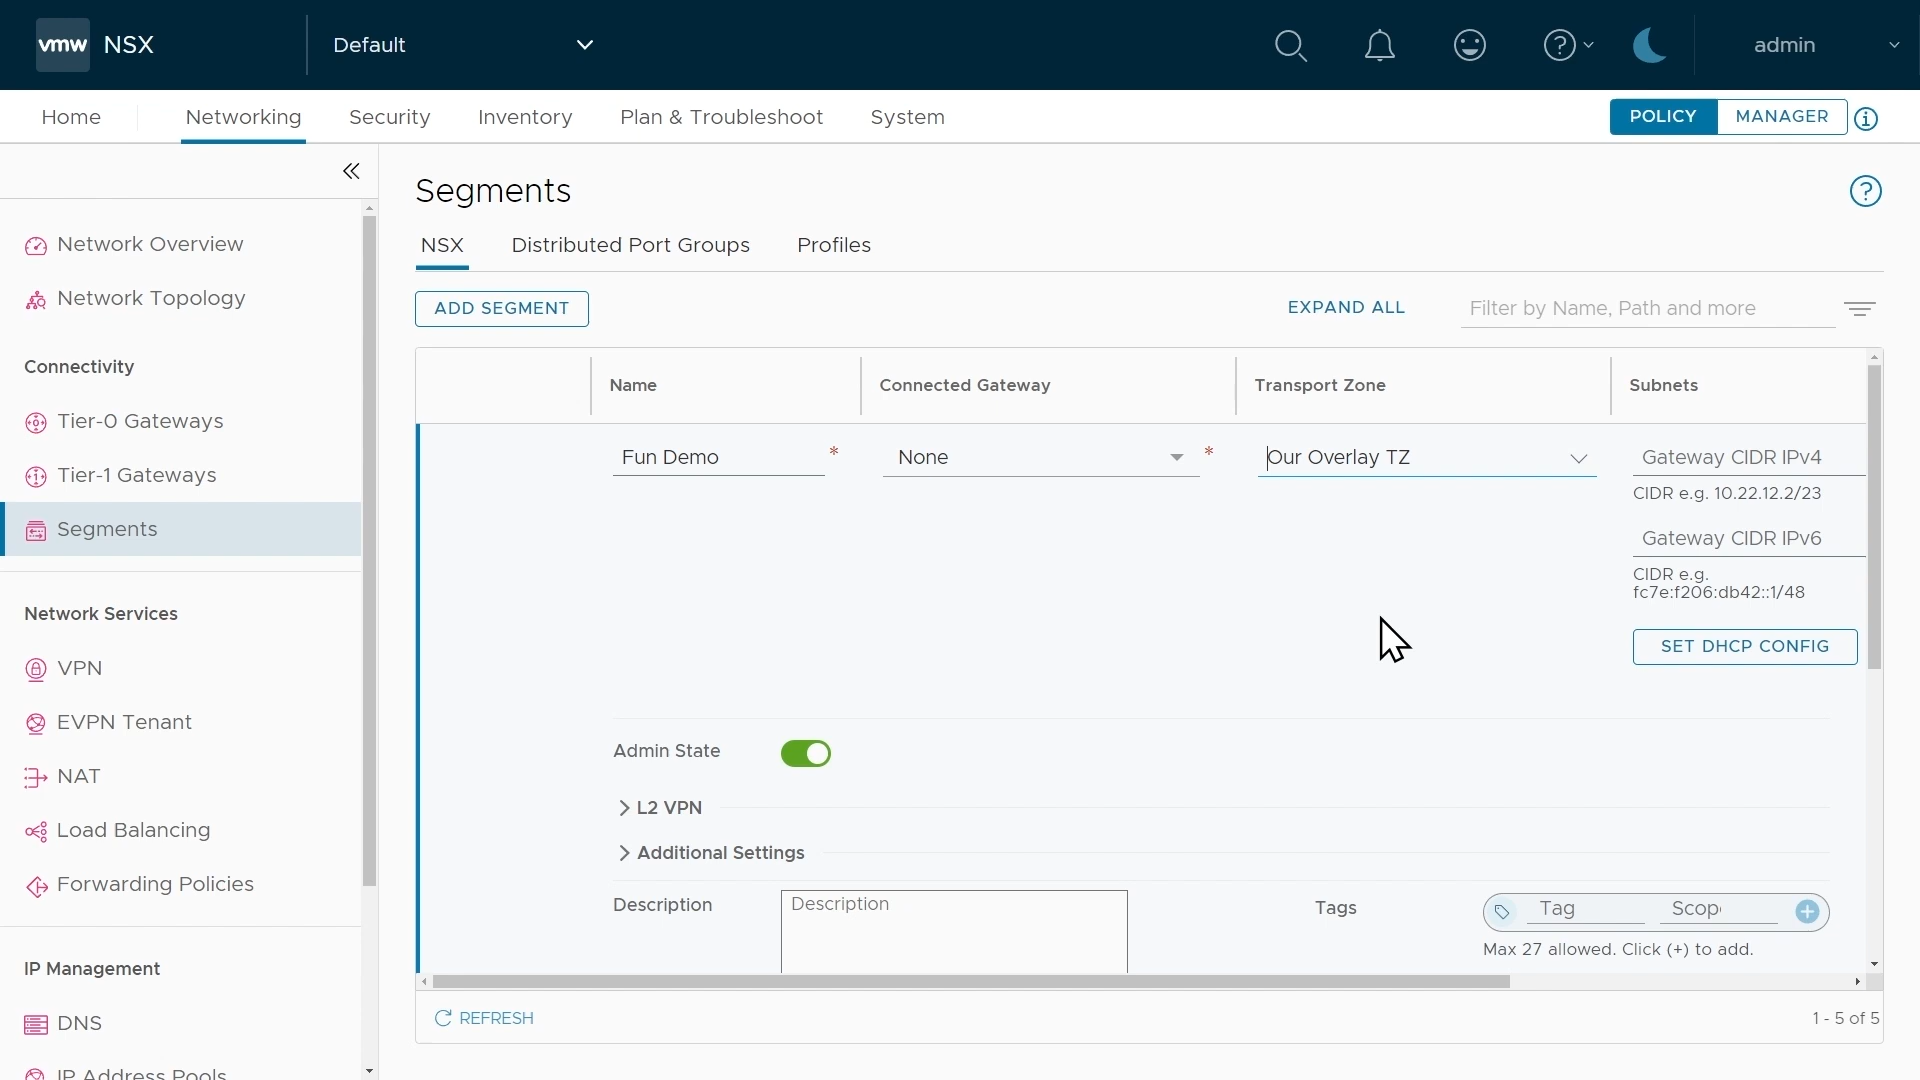 vmw NSX Default admin
Home Networking Security Inventory Plan & Troubleshoot System POLICY MANAGER
Network Overview
Network Topology
Connectivity
Tier-0 Gateways
Tier-1 Gateways
Segments
Network Services
VPN
EVPN Tenant
NAT
Load Balancing
Forwarding Policies
IP Management
DNS
IP Address Pools
Segments
NSX Distributed Port Groups Profiles
ADD SEGMENT EXPAND ALL Filter by Name, Path and more
Name Connected Gateway Transport Zone Subnets
Fun Demo * None * Our Overlay TZ Gateway CIDR IPv4
CIDR e.g. 10.22.12.2/23
Gateway CIDR IPv6
CIDR e.g.
fc7e:f206:db42::1/48
SET DHCP CONFIG
Admin State
L2 VPN
Additional Settings
Description Description Tags Tag Scop
Max 27 allowed. Click (+) to add.
REFRESH 1 - 5 of 5